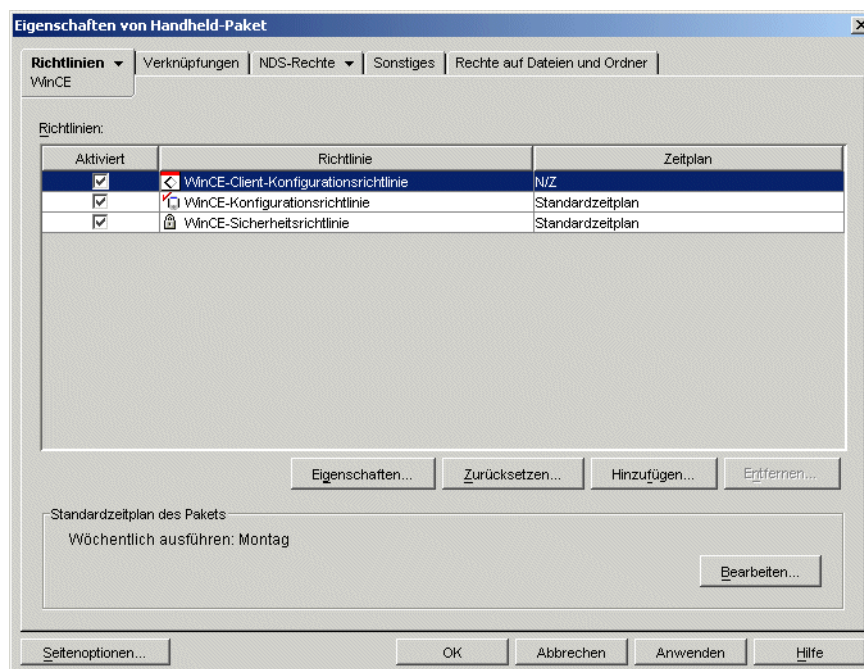 Eigenschaften von Handheld-Paket
Richtlinien
Verknüpfungen
NDS-Rechte
Sonstiges
Rechte auf Dateien und Ordner
WinCE
Richtlinien:
Aktiviert Richtlinie Zeitplan
WinCE-Client-Konfigurationsrichtlinie N/Z
WinCE-Konfigurationsrichtlinie Standardzeitplan
WinCE-Sicherheitsrichtlinie Standardzeitplan
Eigenschaften... Zurücksetzen... Hinzufügen... Entfernen...
Standardzeitplan des Pakets
Wöchentlich ausführen: Montag
Bearbeiten...
Seitenoptionen... OK Abbrechen Anwenden Hilfe